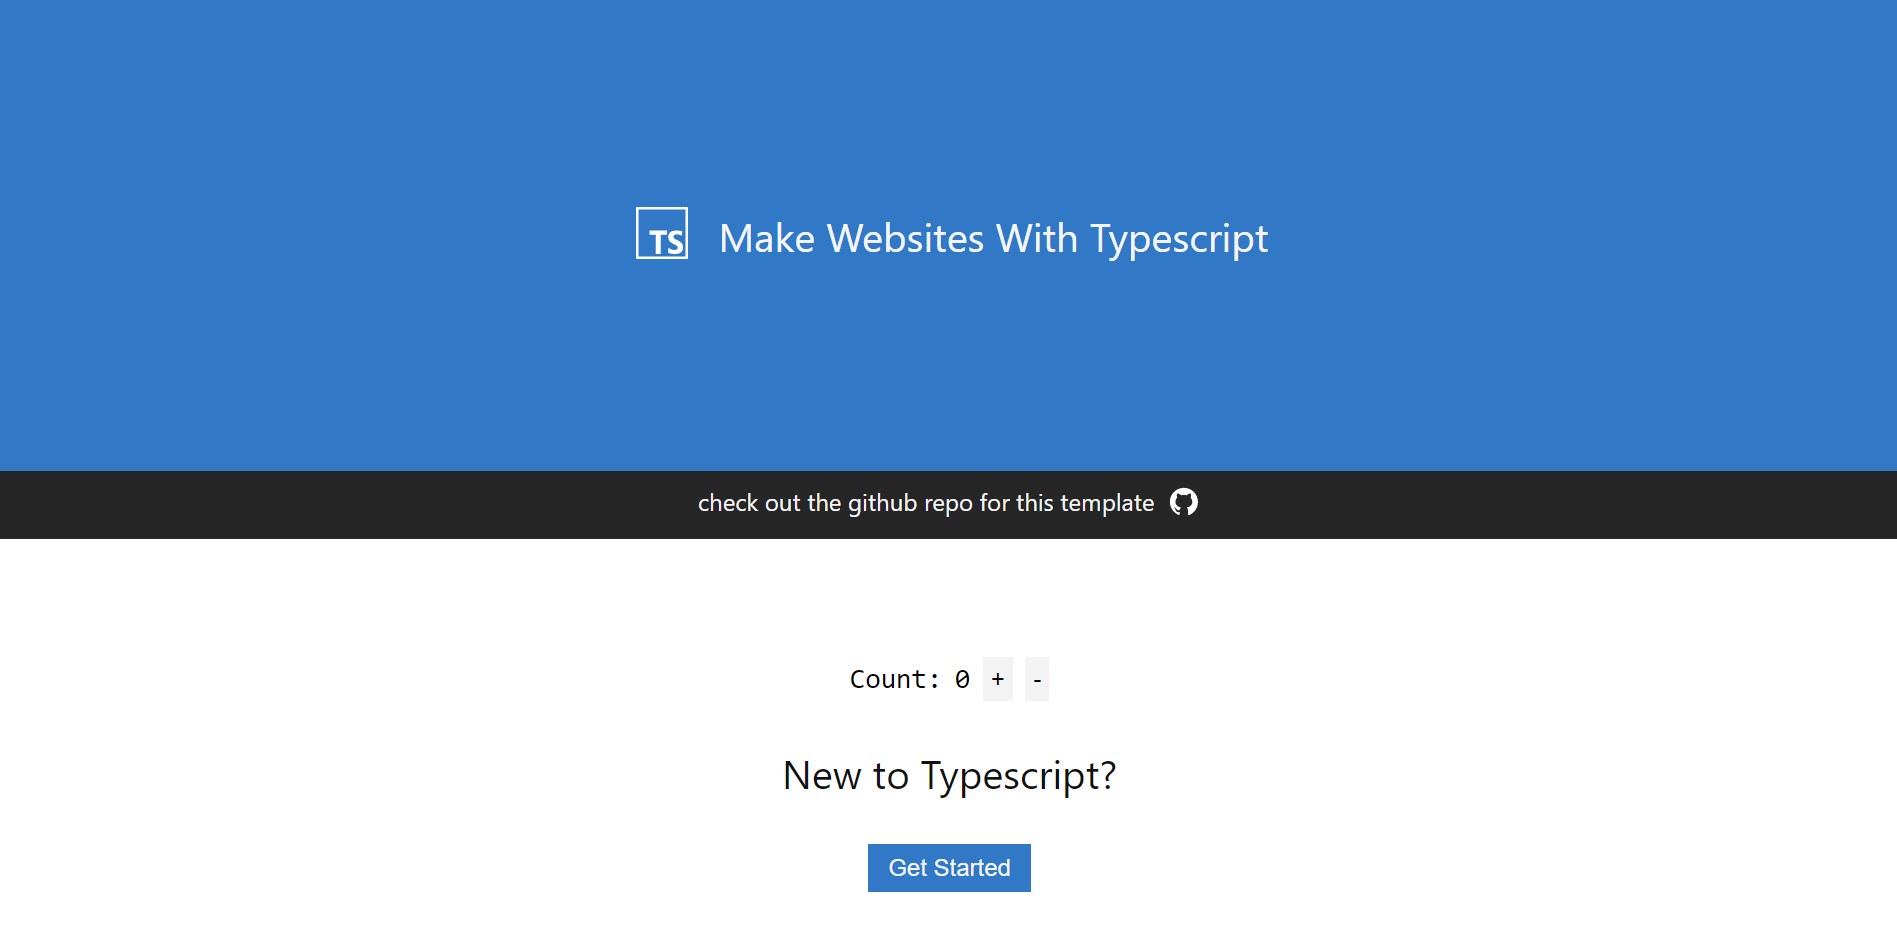 TS Make Websites With Typescript
check out the github repo for this template
Count: 0 + -
New to Typescript?
Get Started